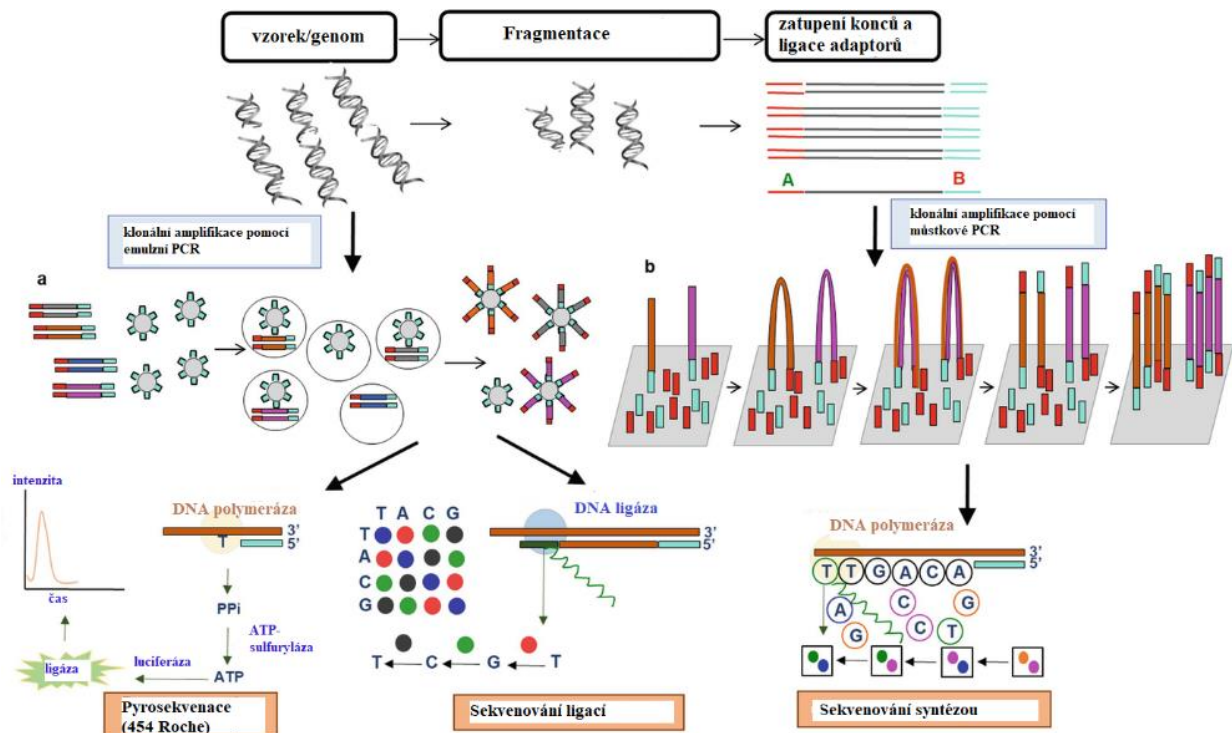 vzorek/genom
Fragmentace
zatupení konců a
ligace adaptorů
A
B
klonální amplifikace pomocí
emulzní PCR
klonální amplifikace pomocí
můstkové PCR
a
b
intenzita
čas
DNA polymeráza
T
3'
5'
PPi
ATP-
sulfuryláza
ATP
luciferáza
ligáza
Pyrosekvenace
(454 Roche)
T A C G
T
A
C
G
DNA ligáza
3'
5'
T C G T
Sekvenování ligací
DNA polymeráza
3'
5'
T T G A C A
A C G
G C T
Sekvenování syntézou